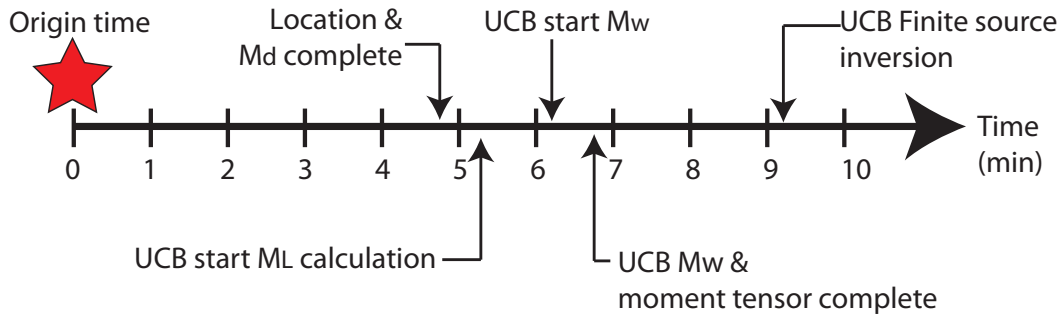 Origin time
Location &
Md complete
UCB start Mw
UCB Finite source
inversion
Time
(min)
0 1 2 3 4 5 6 7 8 9 10
UCB start ML calculation
UCB Mw &
moment tensor complete